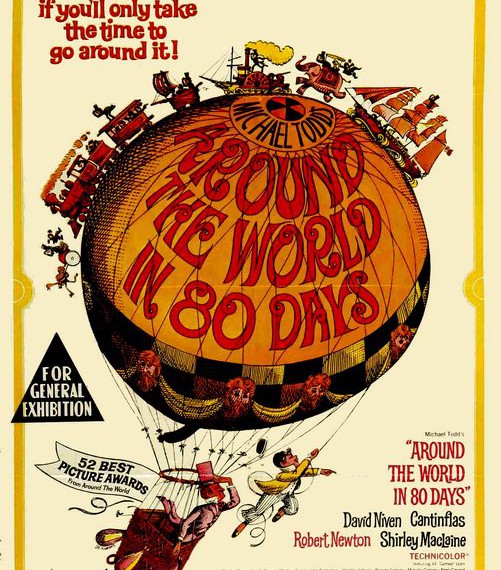 if you'll only take
the time to
go around it!
MICHAEL TODD'S
AROUND
THE WORLD
IN 80 DAYS
FOR
GENERAL
EXHIBITION
52 BEST
PICTURE AWARDS
From Around The World
Michael Todd's
"AROUND
THE WORLD
IN 80 DAYS"
David Niven Cantinflas
Robert Newton Shirley Maclaine
TECHNICOLOR